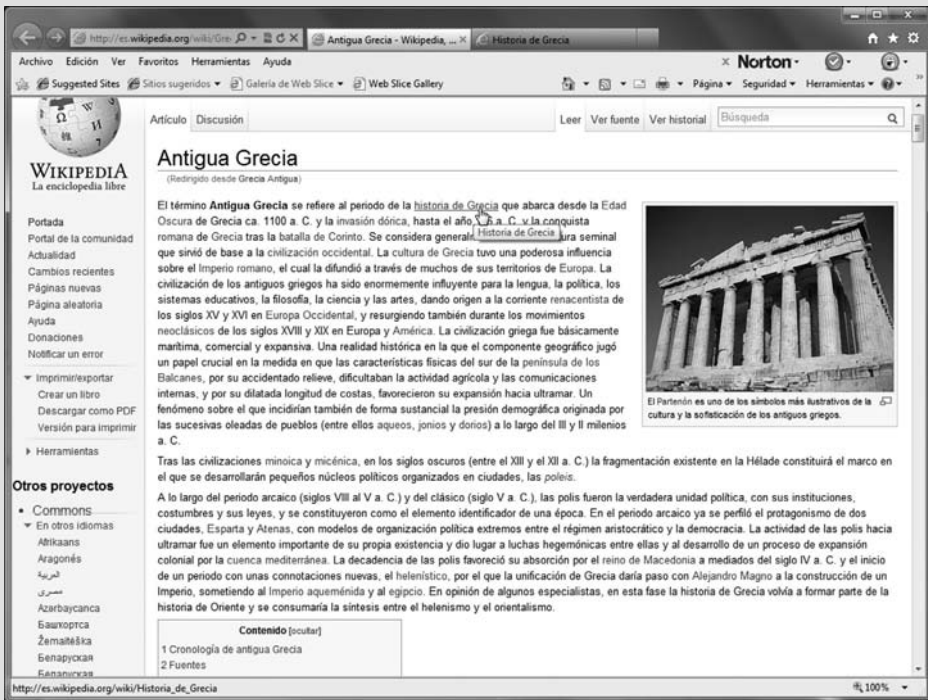 http://es.wikipedia.org/wiki/Gre
Antigua Grecia - Wikipedia, ...
Historia de Grecia
Archivo Edición Ver Favoritos Herramientas Ayuda
Norton
Suggested Sites Sitios sugeridos Galería de Web Slice Web Slice Gallery
Página Seguridad Herramientas
WIKIPEDIA
La enciclopedia libre
Portada
Portal de la comunidad
Actualidad
Cambios recientes
Páginas nuevas
Página aleatoria
Ayuda
Donaciones
Notificar un error
Imprimir/exportar
Crear un libro
Descargar como PDF
Versión para imprimir
Herramientas
Otros proyectos
Commons
En otros idiomas
Afrikaans
Aragonés
العربية
مصرى
Azərbaycanca
Башҡортса
Žemaitėška
Беларуская
Беларуская
Artículo Discusión
Leer Ver fuente Ver historial Búsqueda
Antigua Grecia
(Redirigido desde Grecia Antigua)
El término Antigua Grecia se refiere al periodo de la historia de Grecia que abarca desde la Edad
Oscura de Grecia ca. 1100 a. C. y la invasión dórica, hasta el año 6 a. C. y la conquista
romana de Grecia tras la batalla de Corinto. Se considera ura seminal
Historia de Grecia
que sirvió de base a la civilización occidental. La cultura de Grecia tuvo una poderosa influencia
sobre el Imperio romano, el cual la difundió a través de muchos de sus territorios de Europa. La
civilización de los antiguos griegos ha sido enormemente influyente para la lengua, la política, los
sistemas educativos, la filosofía, la ciencia y las artes, dando origen a la corriente renacentista de
los siglos XV y XVI en Europa Occidental, y resurgiendo también durante los movimientos
neoclásicos de los siglos XVIII y XIX en Europa y América. La civilización griega fue básicamente
marítima, comercial y expansiva. Una realidad histórica en la que el componente geográfico jugó
un papel crucial en la medida en que las características físicas del sur de la península de los
Balcanes, por su accidentado relieve, dificultaban la actividad agrícola y las comunicaciones
internas, y por su dilatada longitud de costas, favorecieron su expansión hacia ultramar. Un
fenómeno sobre el que incidirían también de forma sustancial la presión demográfica originada por
las sucesivas oleadas de pueblos (entre ellos aqueos, jonios y dorios) a lo largo del III y II milenios
a. C.
El Partenón es uno de los símbolos más ilustrativos de la
cultura y la sofisticación de los antiguos griegos.
Tras las civilizaciones minoica y micénica, en los siglos oscuros (entre el XIII y el XII a. C.) la fragmentación existente en la Hélade constituirá el marco en
el que se desarrollarán pequeños núcleos políticos organizados en ciudades, las poleis.
A lo largo del periodo arcaico (siglos VIII al V a. C.) y del clásico (siglo V a. C.), las polis fueron la verdadera unidad política, con sus instituciones,
costumbres y sus leyes, y se constituyeron como el elemento identificador de una época. En el periodo arcaico ya se perfiló el protagonismo de dos
ciudades, Esparta y Atenas, con modelos de organización política extremos entre el régimen aristocrático y la democracia. La actividad de las polis hacia
ultramar fue un elemento importante de su propia existencia y dio lugar a luchas hegemónicas entre ellas y al desarrollo de un proceso de expansión
colonial por la cuenca mediterránea. La decadencia de las polis favoreció su absorción por el reino de Macedonia a mediados del siglo IV a. C. y el inicio
de un periodo con unas connotaciones nuevas, el helenístico, por el que la unificación de Grecia daría paso con Alejandro Magno a la construcción de un
Imperio, sometiendo al Imperio aqueménida y al egipcio. En opinión de algunos especialistas, en esta fase la historia de Grecia volvía a formar parte de la
historia de Oriente y se consumaría la síntesis entre el helenismo y el orientalismo.
Contenido [ocultar]
1 Cronología de antigua Grecia
2 Fuentes
http://es.wikipedia.org/wiki/Historia_de_Grecia
100%